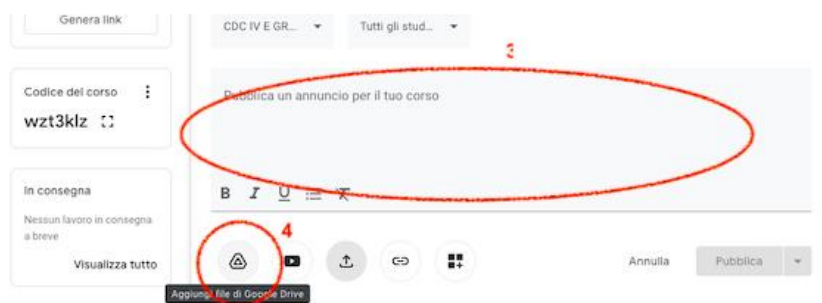 Genera link
CDC IV E GR...
Tutti gli stud...
3
Codice del corso
wzt3klz
Pubblica un annuncio per il tuo corso
In consegna
Nessun lavoro in consegna
a breve
Visualizza tutto
B I U
4
Annulla
Pubblica
Aggiungi file di Google Drive